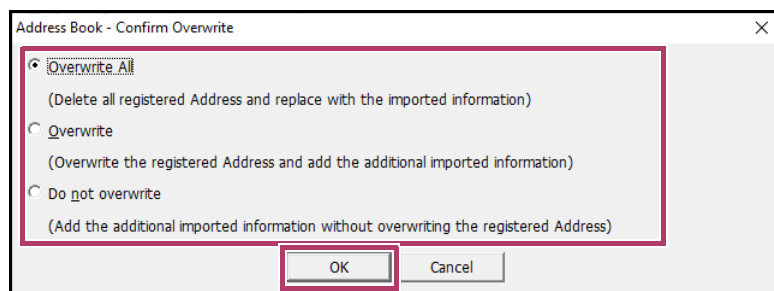 Address Book - Confirm Overwrite
Overwrite All
(Delete all registered Address and replace with the imported information)
Overwrite
(Overwrite the registered Address and add the additional imported information)
Do not overwrite
(Add the additional imported information without overwriting the registered Address)
OK Cancel